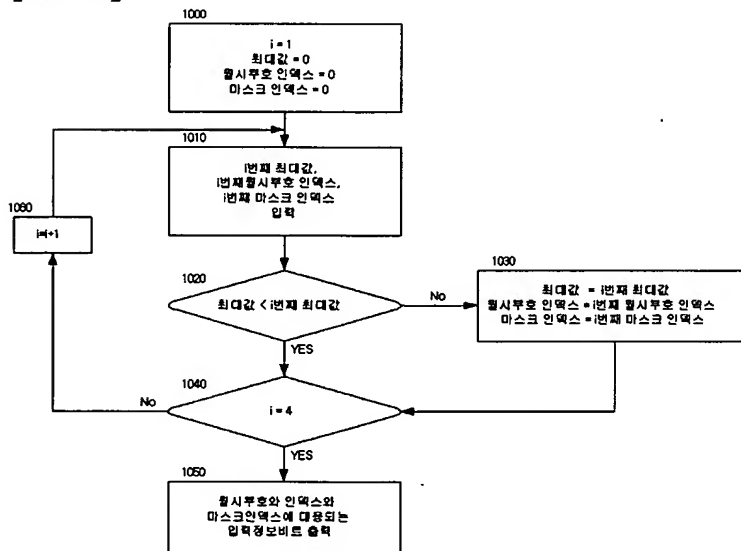 1000
i = 1
최대값 = 0
월시부호 인덱스 = 0
마스크 인덱스 = 0
1010
i번째 최대값,
i번째월시부호 인덱스,
i번째 마스크 인덱스
입력
1060
i=i+1
1020
최대값 < i번째 최대값
No
YES
1030
최대값 = i번째 최대값
월시부호 인덱스 =i번째 월시부호 인덱스
마스크 인덱스 =i번째 마스크 인덱스
1040
i = 4
No
YES
1050
월시부호와 인덱스와
마스크인덱스에 대응되는
입력정보비트 출력